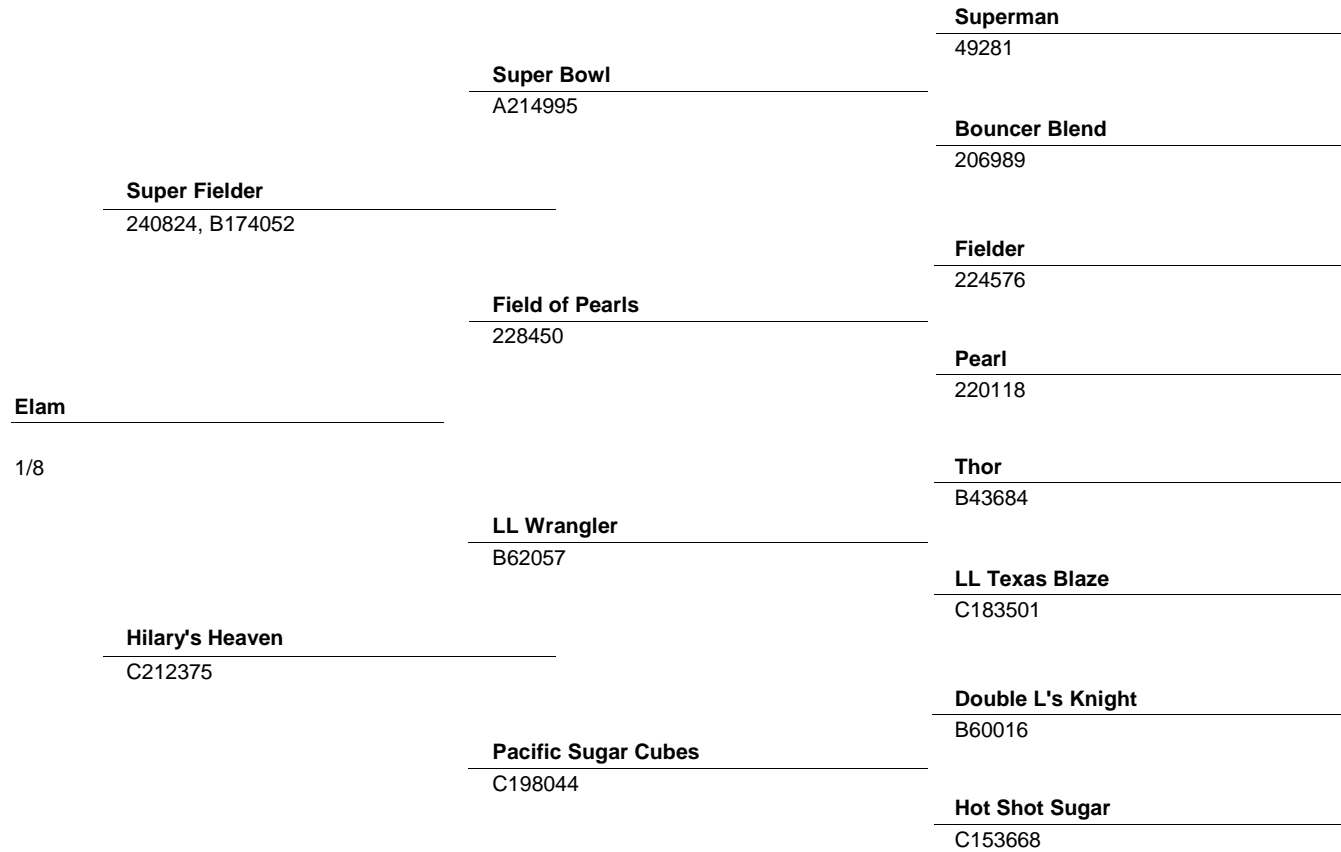 Superman
49281
Super Bowl
A214995
Bouncer Blend
206989
Super Fielder
240824, B174052
Fielder
224576
Field of Pearls
228450
Pearl
220118
Elam
1/8
Thor
B43684
LL Wrangler
B62057
LL Texas Blaze
C183501
Hilary's Heaven
C212375
Double L's Knight
B60016
Pacific Sugar Cubes
C198044
Hot Shot Sugar
C153668